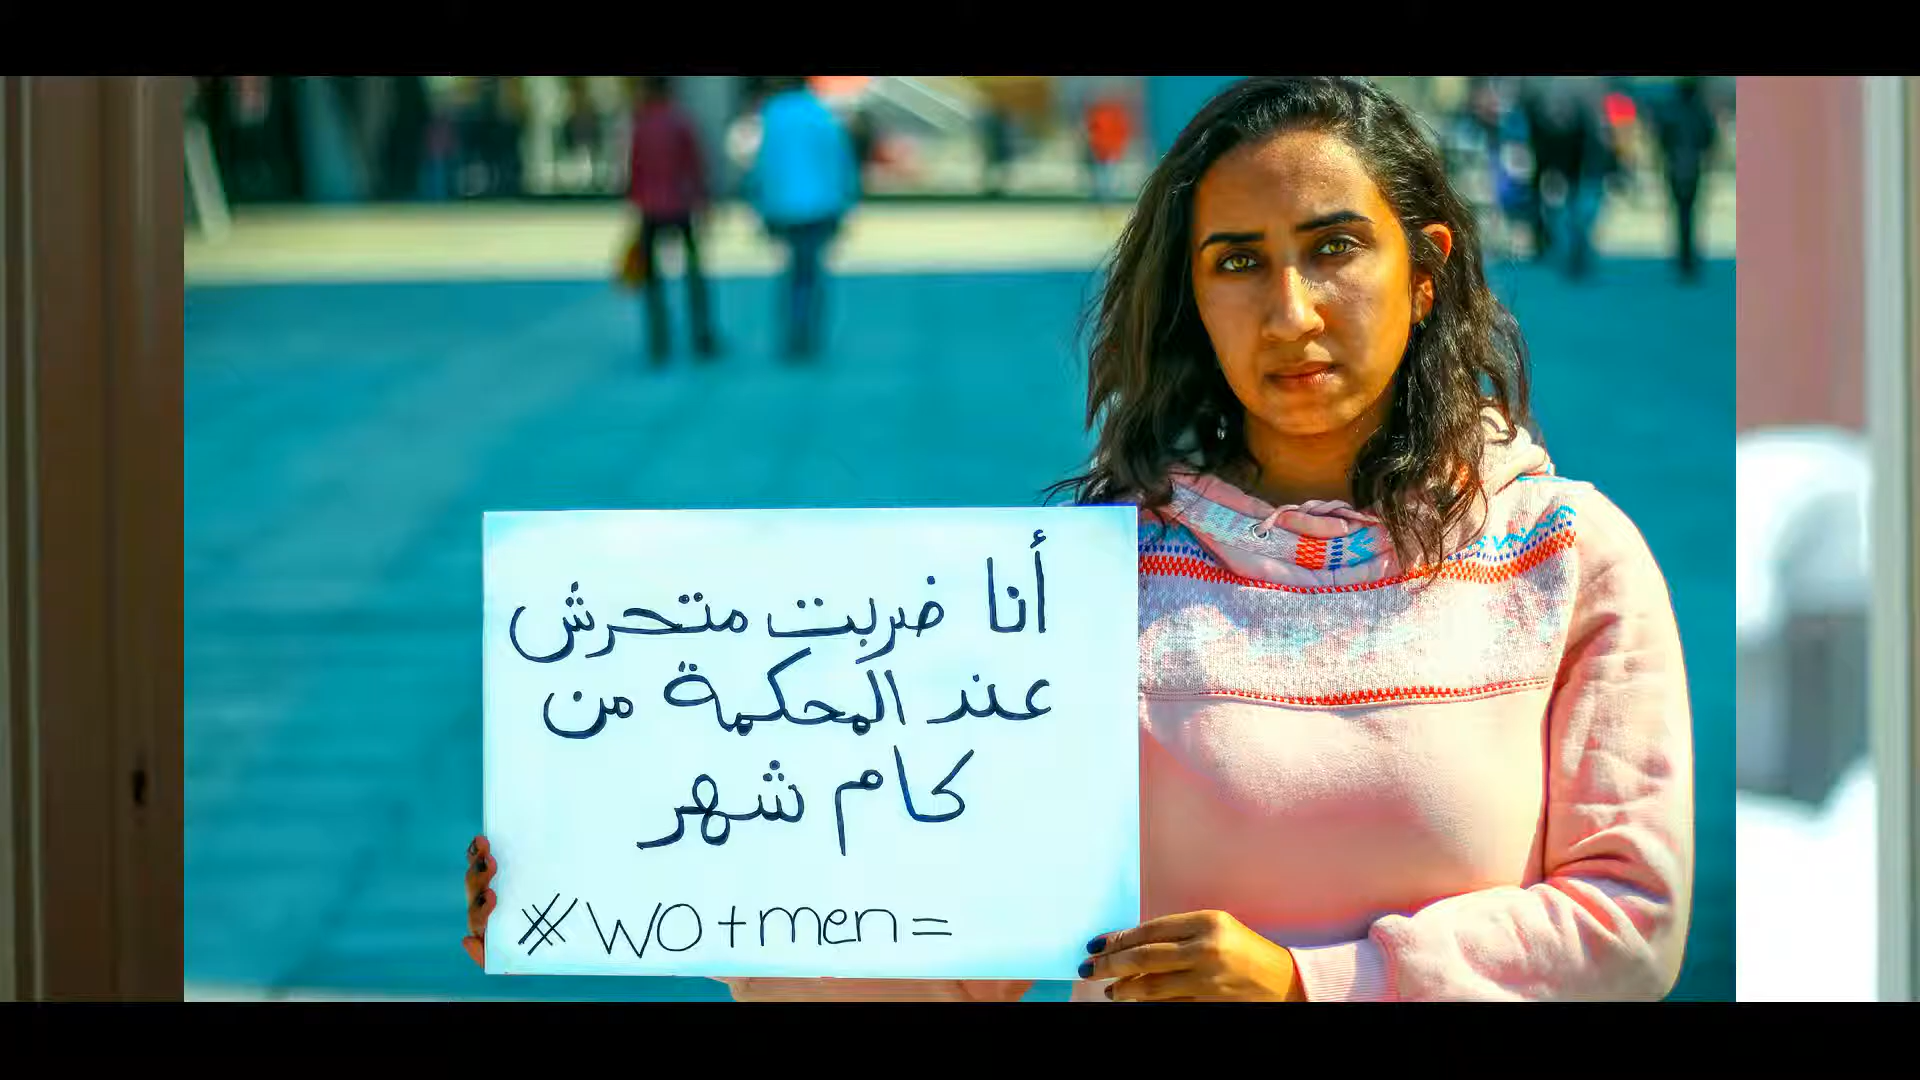 أنا ضربت متحرش
عند المحكمة من
كام شهر
#WO+men=